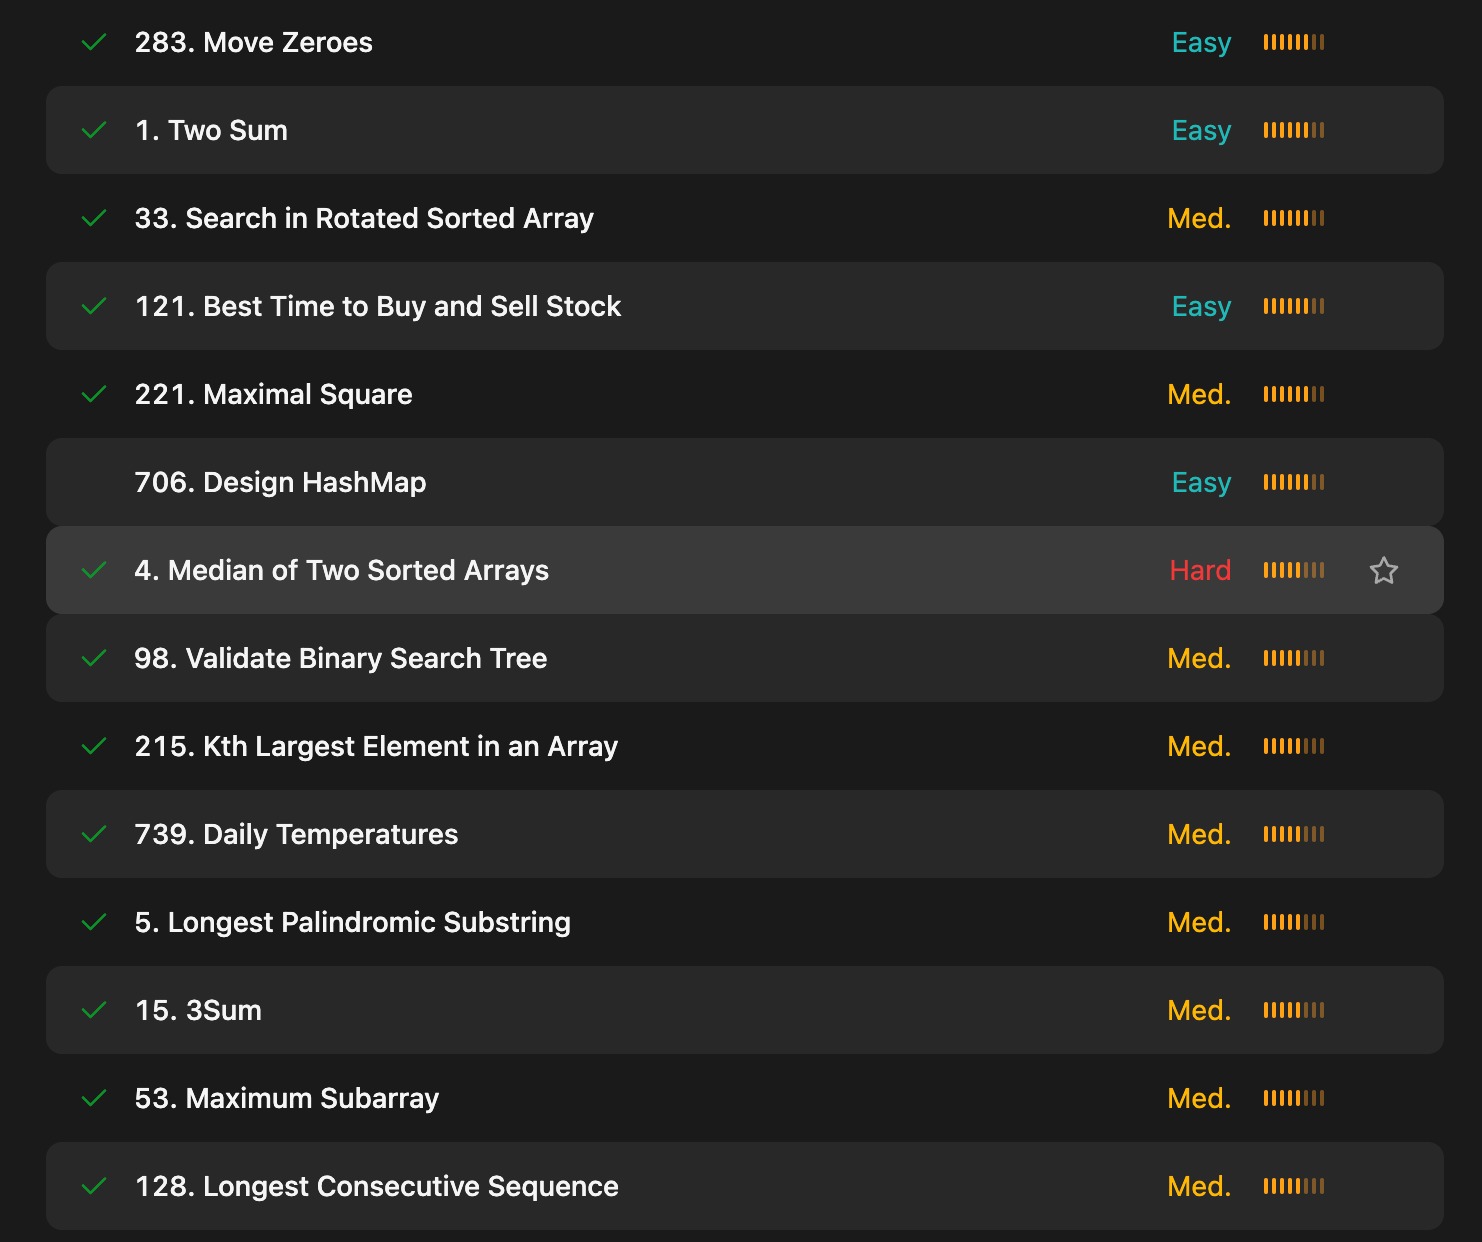 283. Move Zeroes Easy
1. Two Sum Easy
33. Search in Rotated Sorted Array Med.
121. Best Time to Buy and Sell Stock Easy
221. Maximal Square Med.
706. Design HashMap Easy
4. Median of Two Sorted Arrays Hard
98. Validate Binary Search Tree Med.
215. Kth Largest Element in an Array Med.
739. Daily Temperatures Med.
5. Longest Palindromic Substring Med.
15. 3Sum Med.
53. Maximum Subarray Med.
128. Longest Consecutive Sequence Med.